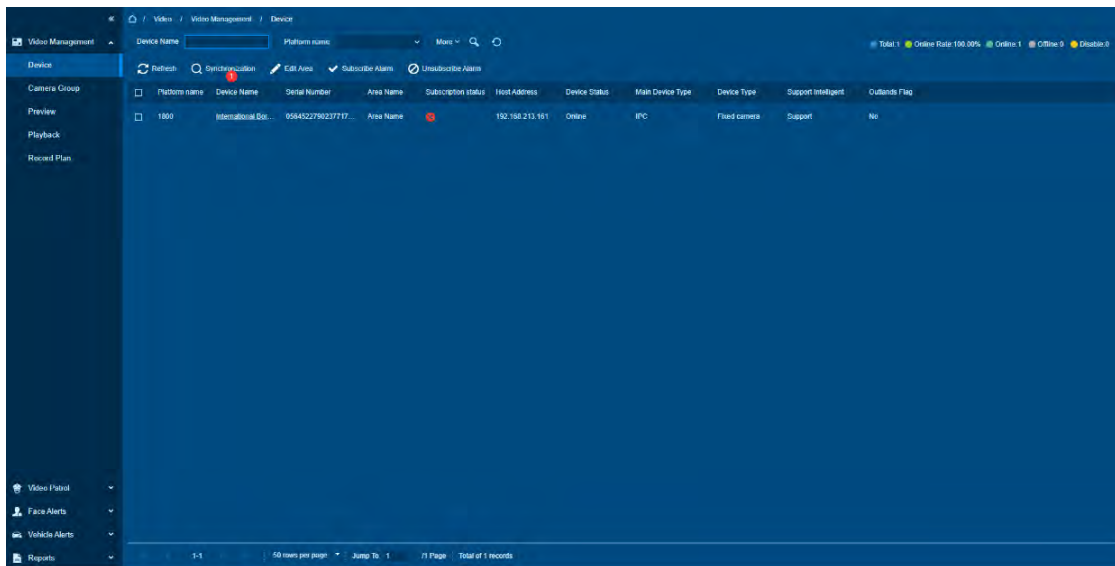 « / Video / Video Management / Device
Video Management
Device Name Platform name More Total:1 Online Rate:100.00% Online:1 Offline:0 Disable:0
Device
Refresh Synchronization Edit Area Subscribe Alarm Unsubscribe Alarm
1
Camera Group
Platform name Device Name Serial Number Area Name Subscription status Host Address Device Status Main Device Type Device Type Support Intelligent Outlands Flag
Preview
1800 International Bor... 0564522790237717... Area Name 192.168.213.161 Online IPC Fixed camera Support No
Playback
Record Plan
Video Patrol
Face Alerts
Vehicle Alerts
Reports
1-1 50 rows per page Jump To 1 /1 Page Total of 1 records